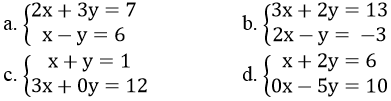 a. {2x + 3y = 7
x − y = 6
b. {3x + 2y = 13
2x − y = −3
c. {x + y = 1
3x + 0y = 12
d. {x + 2y = 6
0x − 5y = 10